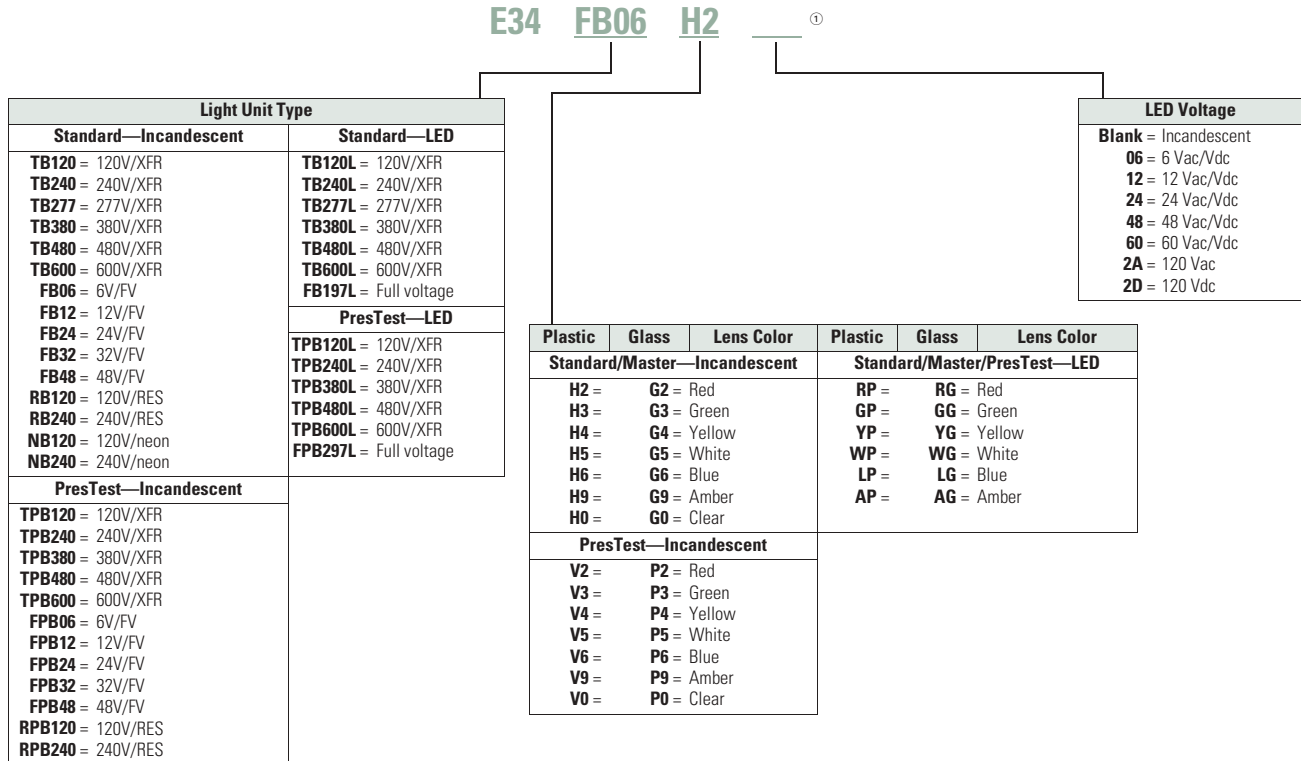 E34 FB06 H2 ___ ①
Light Unit Type
Standard—Incandescent
TB120 = 120V/XFR
TB240 = 240V/XFR
TB277 = 277V/XFR
TB380 = 380V/XFR
TB480 = 480V/XFR
TB600 = 600V/XFR
FB06 = 6V/FV
FB12 = 12V/FV
FB24 = 24V/FV
FB32 = 32V/FV
FB48 = 48V/FV
RB120 = 120V/RES
RB240 = 240V/RES
NB120 = 120V/neon
NB240 = 240V/neon
PresTest—Incandescent
TPB120 = 120V/XFR
TPB240 = 240V/XFR
TPB380 = 380V/XFR
TPB480 = 480V/XFR
TPB600 = 600V/XFR
FPB06 = 6V/FV
FPB12 = 12V/FV
FPB24 = 24V/FV
FPB32 = 32V/FV
FPB48 = 48V/FV
RPB120 = 120V/RES
RPB240 = 240V/RES
Standard—LED
TB120L = 120V/XFR
TB240L = 240V/XFR
TB277L = 277V/XFR
TB380L = 380V/XFR
TB480L = 480V/XFR
TB600L = 600V/XFR
FB197L = Full voltage
PresTest—LED
TPB120L = 120V/XFR
TPB240L = 240V/XFR
TPB380L = 380V/XFR
TPB480L = 480V/XFR
TPB600L = 600V/XFR
FPB297L = Full voltage
Plastic Glass Lens Color
Standard/Master—Incandescent
H2 = G2 = Red
H3 = G3 = Green
H4 = G4 = Yellow
H5 = G5 = White
H6 = G6 = Blue
H9 = G9 = Amber
H0 = G0 = Clear
PresTest—Incandescent
V2 = P2 = Red
V3 = P3 = Green
V4 = P4 = Yellow
V5 = P5 = White
V6 = P6 = Blue
V9 = P9 = Amber
V0 = P0 = Clear
Plastic Glass Lens Color
Standard/Master/PresTest—LED
RP = RG = Red
GP = GG = Green
YP = YG = Yellow
WP = WG = White
LP = LG = Blue
AP = AG = Amber
LED Voltage
Blank = Incandescent
06 = 6 Vac/Vdc
12 = 12 Vac/Vdc
24 = 24 Vac/Vdc
48 = 48 Vac/Vdc
60 = 60 Vac/Vdc
2A = 120 Vac
2D = 120 Vdc